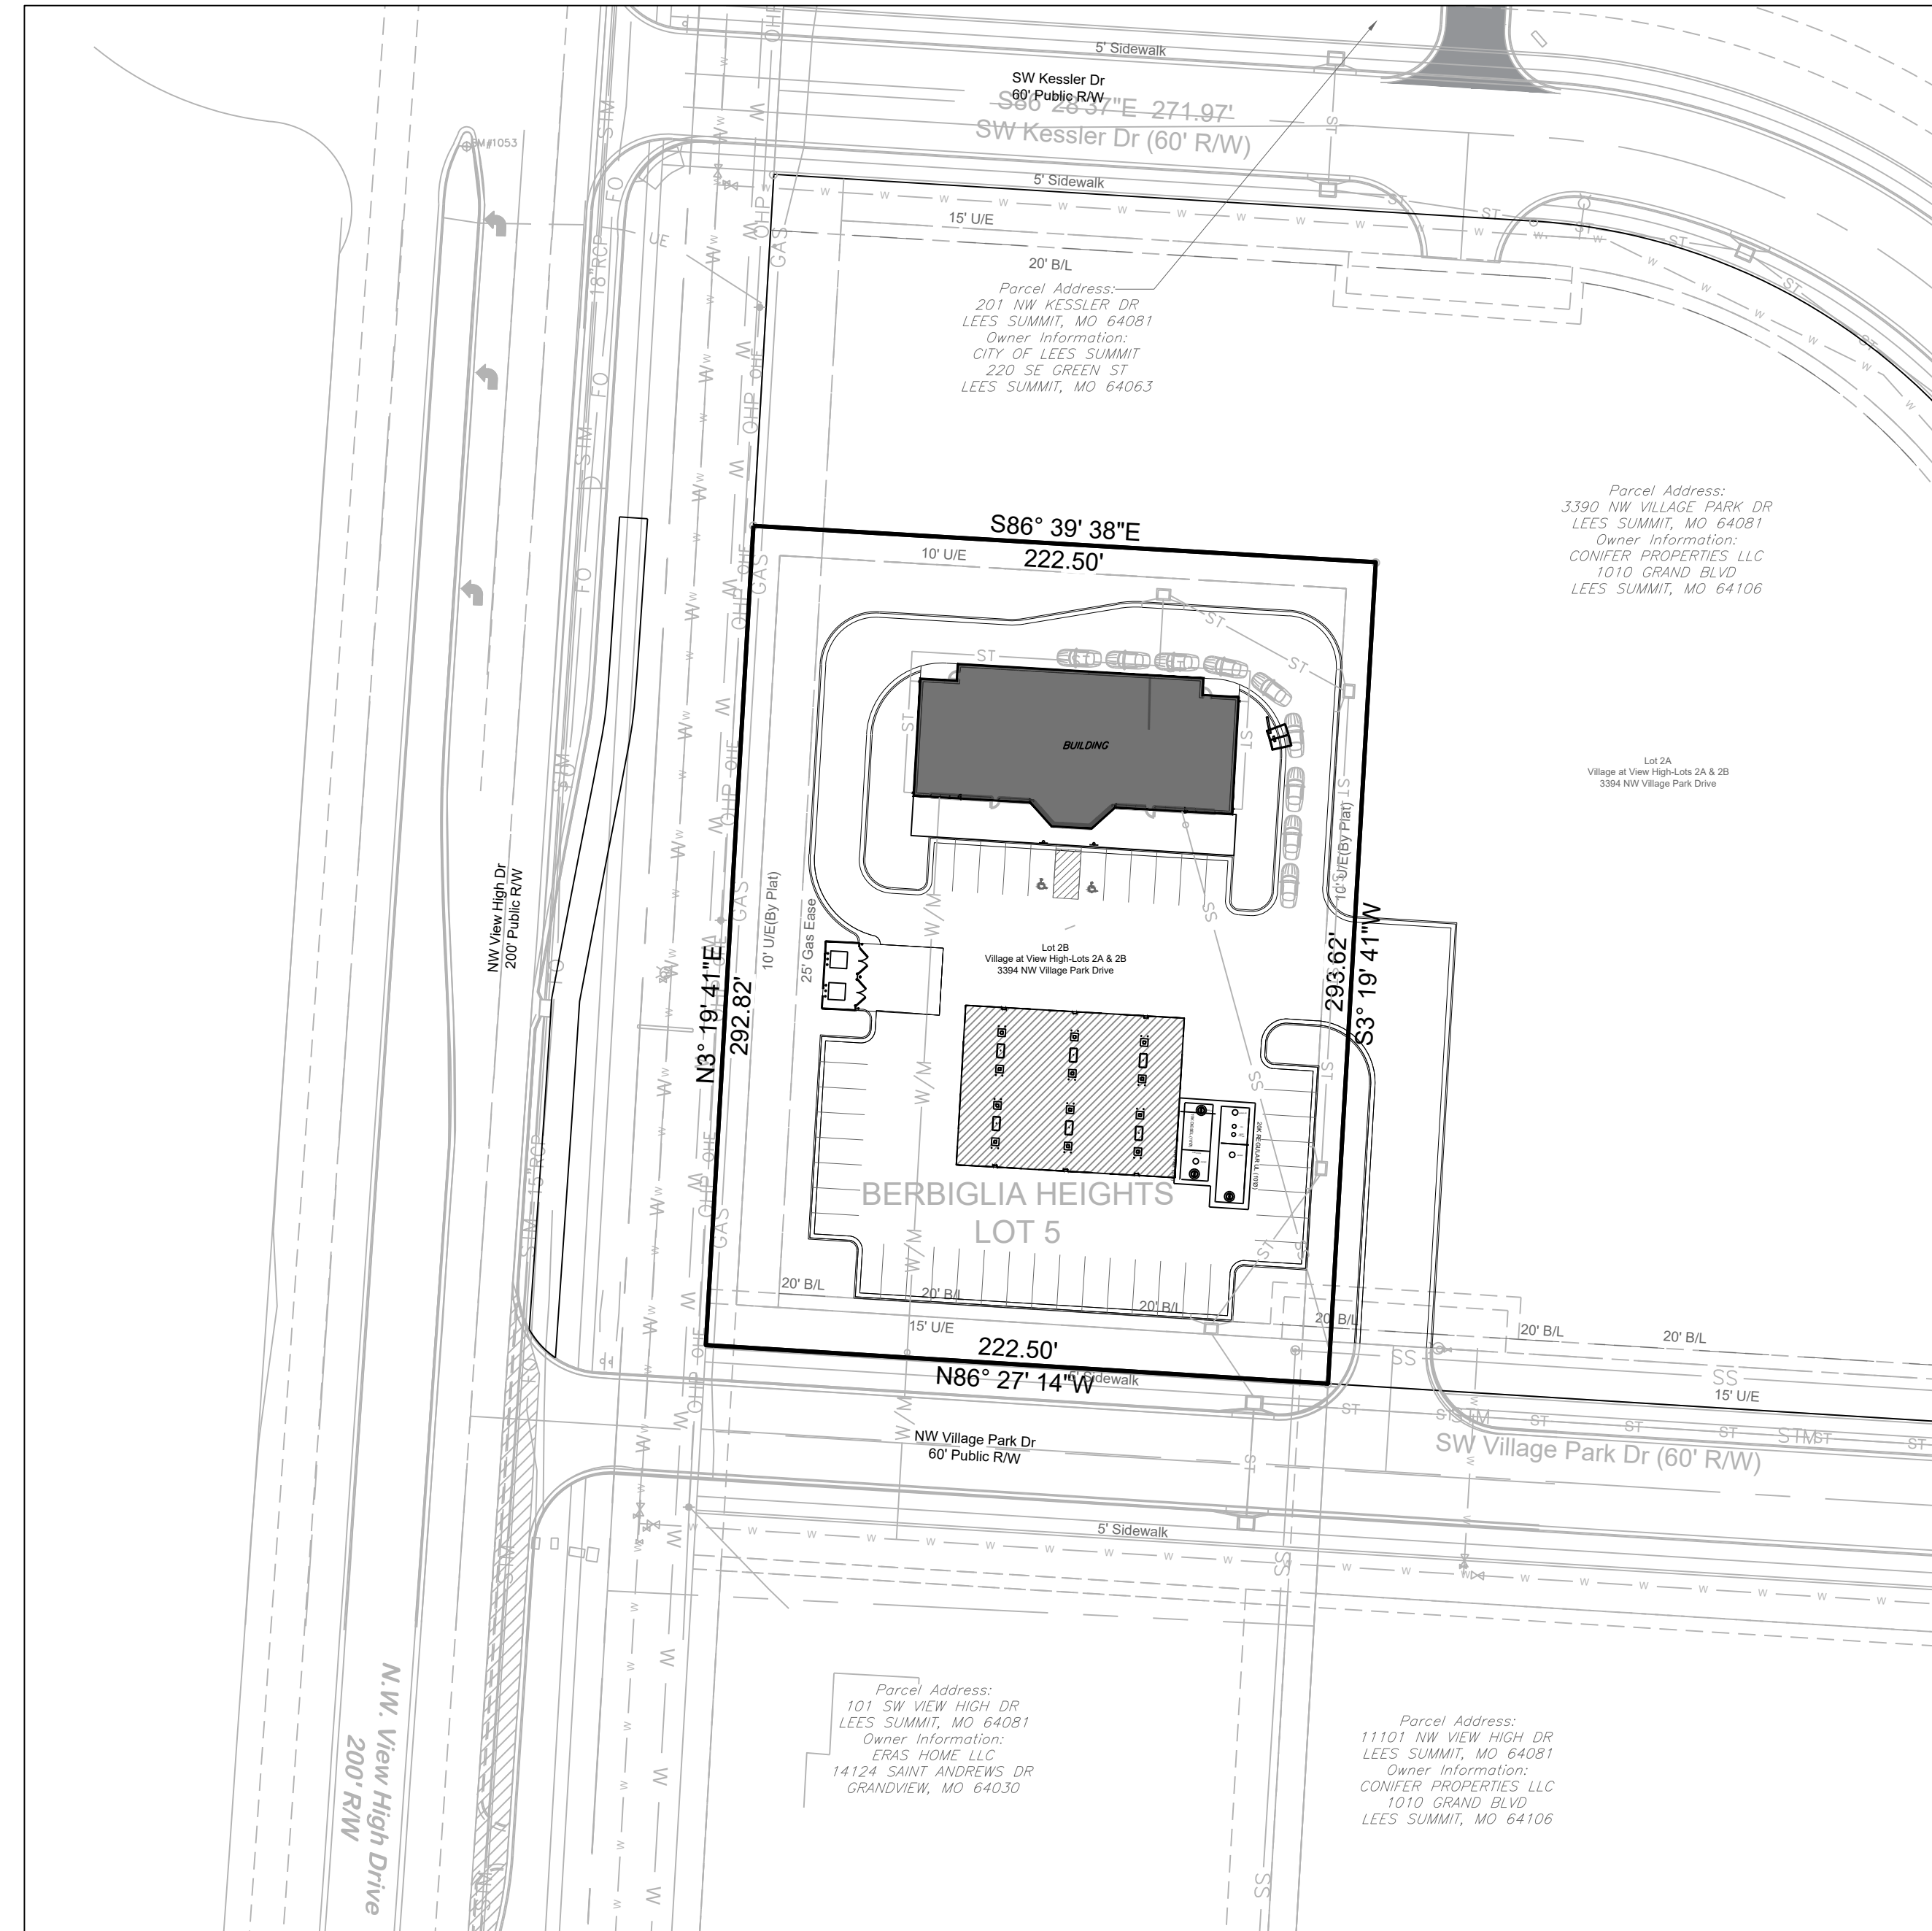 5' Sidewalk
SW Kessler Dr
60' Public R/W
S86°28'37"E 271.97'
SW Kessler Dr (60' R/W)
5' Sidewalk
15' U/E
20' B/L
UE
18"RCP
Parcel Address:
201 NW KESSLER DR
LEES SUMMIT, MO 64081
Owner Information:
CITY OF LEES SUMMIT
220 SE GREEN ST
LEES SUMMIT, MO 64063
Parcel Address:
3390 NW VILLAGE PARK DR
LEES SUMMIT, MO 64081
Owner Information:
CONIFER PROPERTIES LLC
1010 GRAND BLVD
LEES SUMMIT, MO 64106
S86° 39' 38"E
222.50'
10' U/E
BUILDING
Lot 2A
Village at View High-Lots 2A & 2B
3394 NW Village Park Drive
NW View High Dr
200' Public R/W
10' U/E(By Plat)
25' Gas Ease
10' U/E(By Plat)
N3° 19' 41"E
292.82'
Lot 2B
Village at View High-Lots 2A & 2B
3394 NW Village Park Drive
293.62'
S3° 19' 41"W
15"RCP
BERBIGLIA HEIGHTS
LOT 5
20' B/L
20' B/L
20' B/L
20' B/L
20' B/L
20' B/L
15' U/E
222.50'
N86° 27' 14"W
5' Sidewalk
15' U/E
NW Village Park Dr
60' Public R/W
SW Village Park Dr (60' R/W)
5' Sidewalk
N.W. View High Drive
200' R/W
Parcel Address:
101 SW VIEW HIGH DR
LEES SUMMIT, MO 64081
Owner Information:
ERAS HOME LLC
14124 SAINT ANDREWS DR
GRANDVIEW, MO 64030
Parcel Address:
11101 NW VIEW HIGH DR
LEES SUMMIT, MO 64081
Owner Information:
CONIFER PROPERTIES LLC
1010 GRAND BLVD
LEES SUMMIT, MO 64106